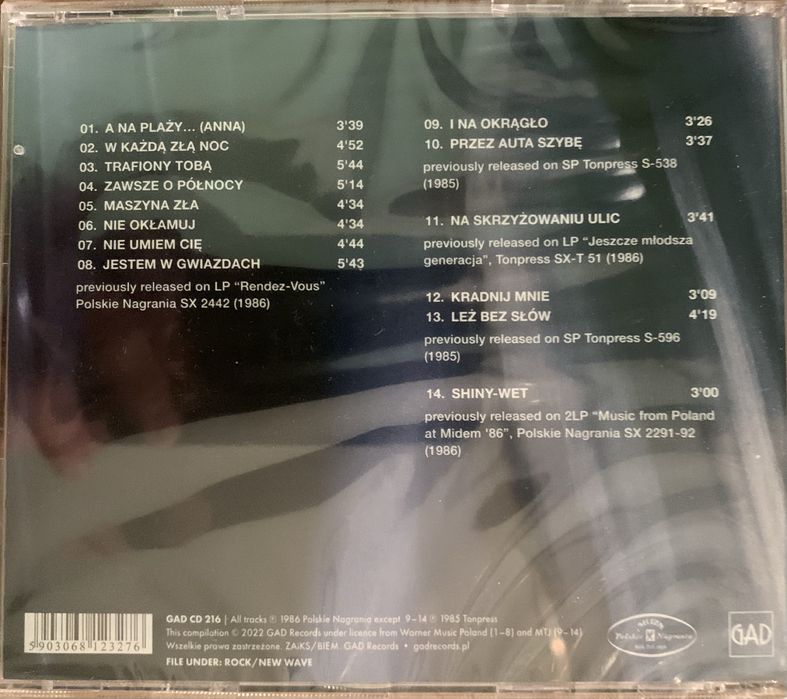 01. A NA PLAŻY... (ANNA) 3'39
02. W KAŻDĄ ZŁĄ NOC 4'52
03. TRAFIONY TOBĄ 5'44
04. ZAWSZE O PÓŁNOCY 5'14
05. MASZYNA ZŁA 4'34
06. NIE OKŁAMUJ 4'34
07. NIE UMIEM CIĘ 4'44
08. JESTEM W GWIAZDACH 5'43
previously released on LP “Rendez-Vous”
Polskie Nagrania SX 2442 (1986)
09. I NA OKRĄGŁO 3'26
10. PRZEZ AUTA SZYBĘ 3'37
previously released on SP Tonpress S-538
(1985)
11. NA SKRZYŻOWANIU ULIC 3'41
previously released on LP “Jeszcze młodsza
generacja”, Tonpress SX-T 51 (1986)
12. KRADNIJ MNIE 3'09
13. LEŻ BEZ SŁÓW 4'19
previously released on SP Tonpress S-596
(1985)
14. SHINY-WET 3'00
previously released on 2LP “Music from Poland
at Midem '86”, Polskie Nagrania SX 2291-92
(1986)
5903068123276
GAD CD 216 | All tracks ℗ 1986 Polskie Nagrania except 9–14 ℗ 1985 Tonpress
This compilation © 2022 GAD Records under licence from Warner Music Poland (1–8) and MTJ (9–14)
Wszelkie prawa zastrzeżone. ZAiKS/BIEM. GAD Records • gadrecords.pl
FILE UNDER: ROCK/NEW WAVE
Polskie Nagrania
GAD